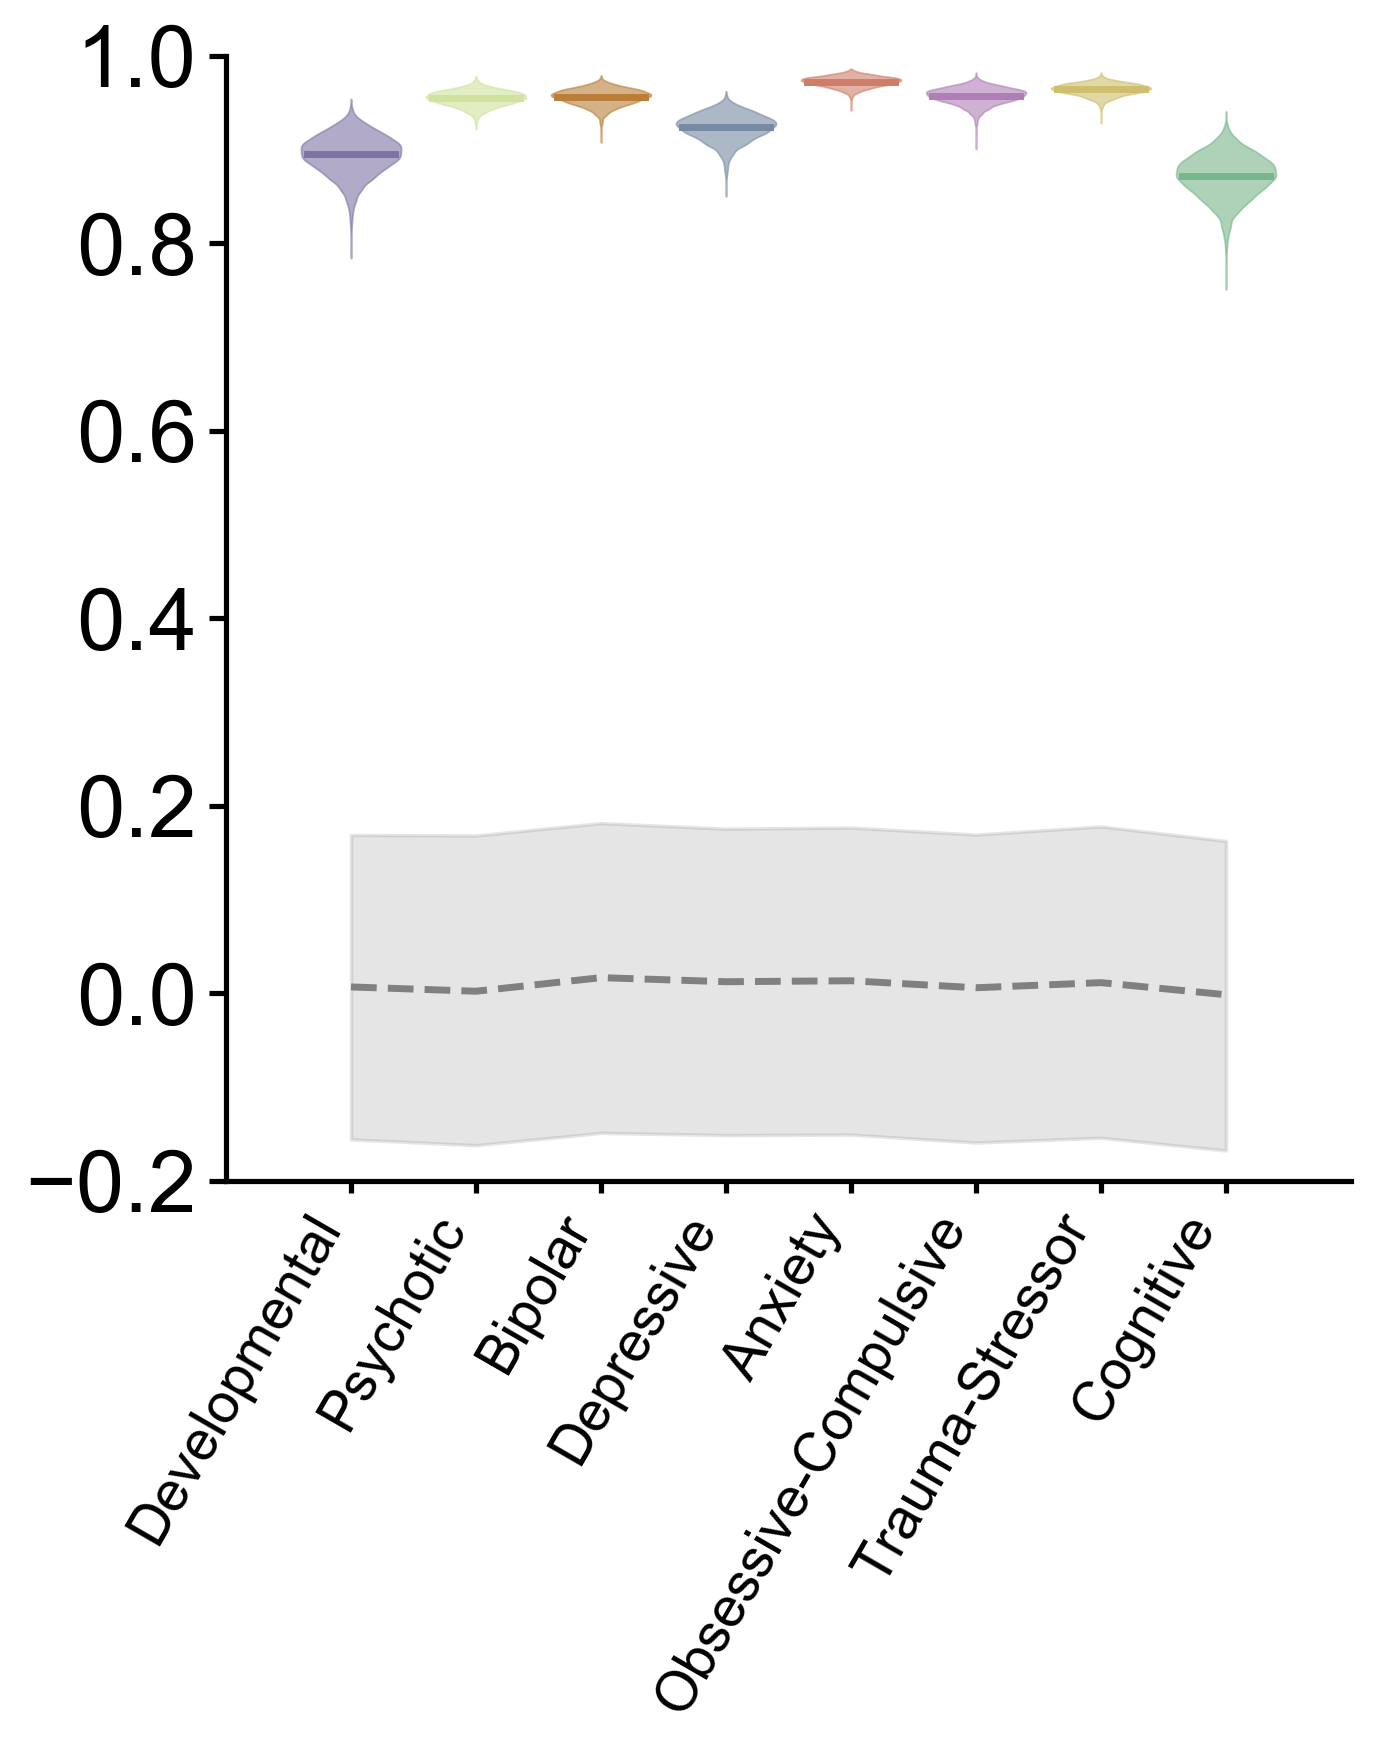 1.0
0.8
0.6
0.4
0.2
0.0
−0.2
Developmental
Psychotic
Bipolar
Depressive
Anxiety
Obsessive-Compulsive
Trauma-Stressor
Cognitive